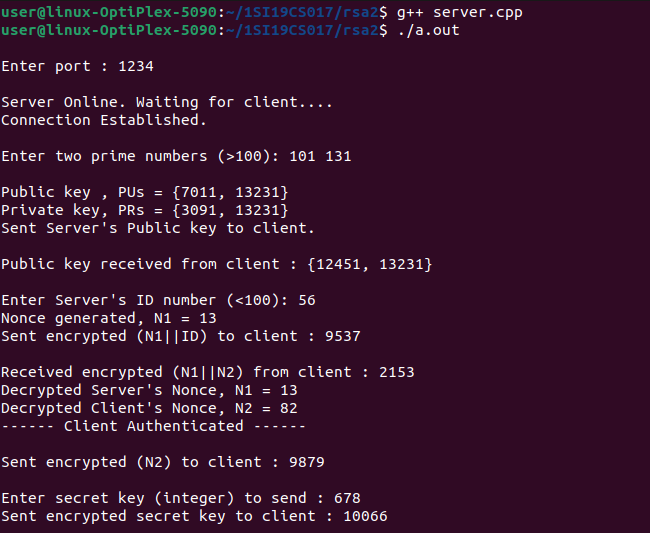 user@linux-OptiPlex-5090:~/1SI19CS017/rsa2$ g++ server.cpp
user@linux-OptiPlex-5090:~/1SI19CS017/rsa2$ ./a.out
Enter port : 1234
Server Online. Waiting for client....
Connection Established.
Enter two prime numbers (>100): 101 131
Public key , PUs = {7011, 13231}
Private key, PRs = {3091, 13231}
Sent Server's Public key to client.
Public key received from client : {12451, 13231}
Enter Server's ID number (<100): 56
Nonce generated, N1 = 13
Sent encrypted (N1||ID) to client : 9537
Received encrypted (N1||N2) from client : 2153
Decrypted Server's Nonce, N1 = 13
Decrypted Client's Nonce, N2 = 82
------ Client Authenticated ------
Sent encrypted (N2) to client : 9879
Enter secret key (integer) to send : 678
Sent encrypted secret key to client : 10066